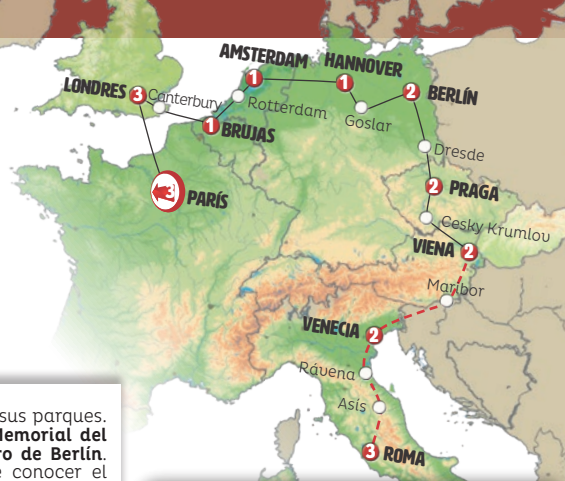 AMSTERDAM
1
HANNOVER
1
LONDRES
3
Canterbury
Rotterdam
2
BERLÍN
Goslar
1
BRUJAS
Dresde
3
PARÍS
2
PRAGA
Cesky Krumlov
VIENA
2
Maribor
VENECIA
2
Rávena
Asís
3
ROMA
sus parques.
Memorial del
ro de Berlín.
conocer el